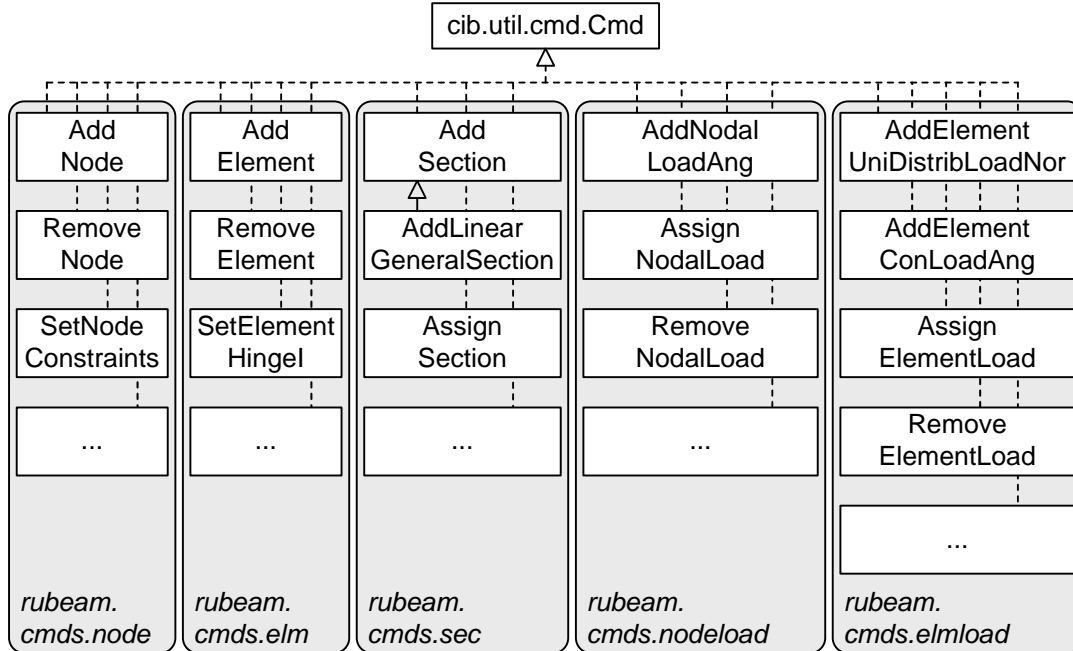 cib.util.cmd.Cmd
Add
Node
Remove
Node
SetNode
Constraints
...
rubeam.
cmds.node
Add
Element
Remove
Element
SetElement
HingeI
...
rubeam.
cmds.elm
Add
Section
AddLinear
GeneralSection
Assign
Section
...
rubeam.
cmds.sec
AddNodal
LoadAng
Assign
NodalLoad
Remove
NodalLoad
...
rubeam.
cmds.nodeload
AddElement
UniDistribLoadNor
AddElement
ConLoadAng
Assign
ElementLoad
Remove
ElementLoad
...
rubeam.
cmds.elmload